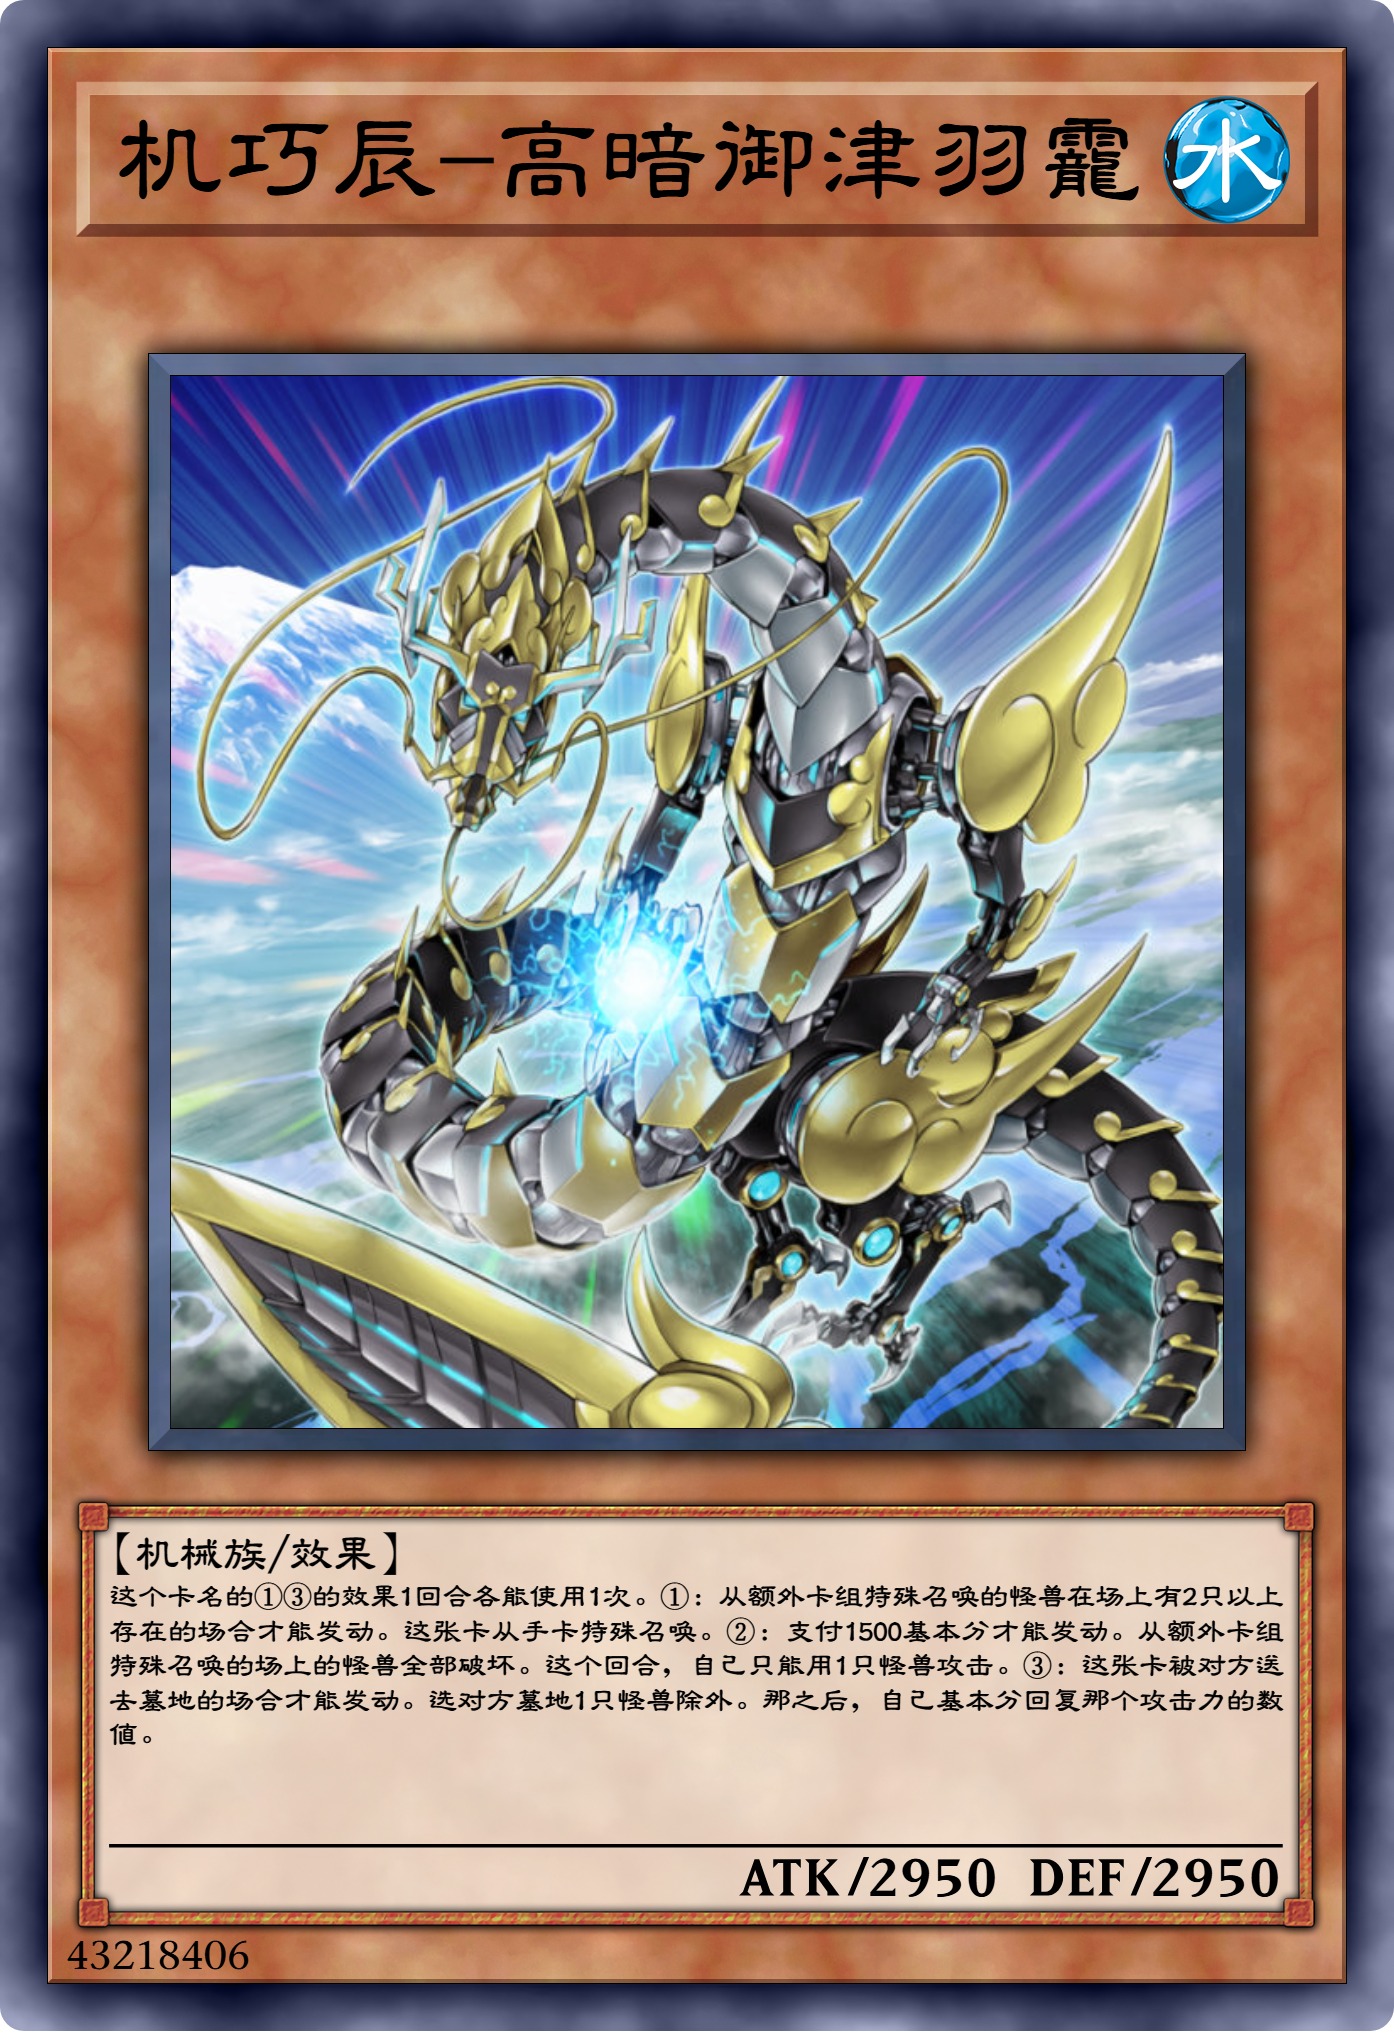 机巧辰-高暗御津羽靇
水
【机械族/效果】
这个卡名的①③的效果1回合各能使用1次。①：从额外卡组特殊召唤的怪兽在场上有2只以上
存在的场合才能发动。这张卡从手卡特殊召唤。②：支付1500基本分才能发动。从额外卡组
特殊召唤的场上的怪兽全部破坏。这个回合，自己只能用1只怪兽攻击。③：这张卡被对方送
去墓地的场合才能发动。选对方墓地1只怪兽除外。那之后，自己基本分回复那个攻击力的数
值。
ATK/2950 DEF/2950
43218406